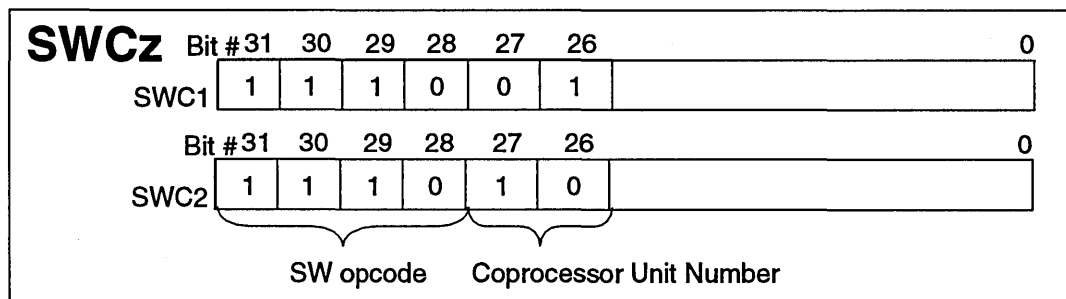 SWCz Bit # 31 30 29 28 27 26 0
SWC1 1 1 1 0 0 1
Bit # 31 30 29 28 27 26 0
SWC2 1 1 1 0 1 0
SW opcode Coprocessor Unit Number